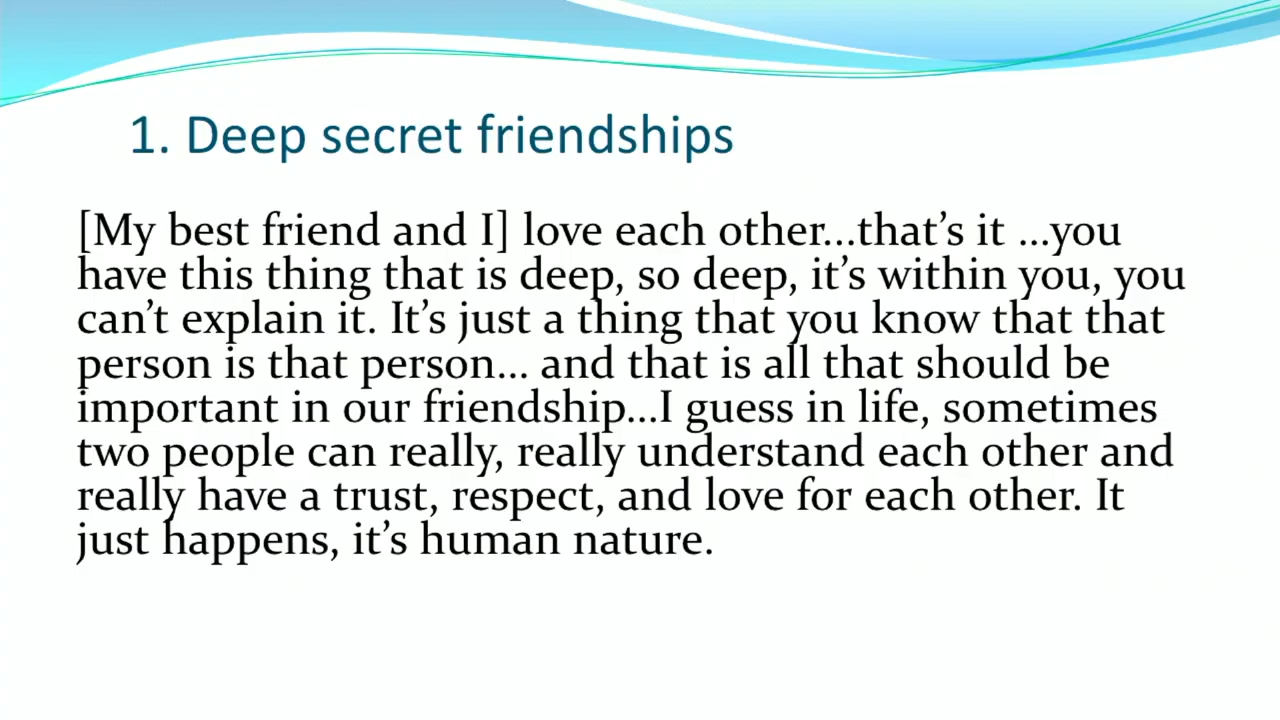 1. Deep secret friendships
[My best friend and I] love each other...that’s it ...you
have this thing that is deep, so deep, it’s within you, you
can’t explain it. It’s just a thing that you know that that
person is that person... and that is all that should be
important in our friendship...I guess in life, sometimes
two people can really, really understand each other and
really have a trust, respect, and love for each other. It
just happens, it’s human nature.